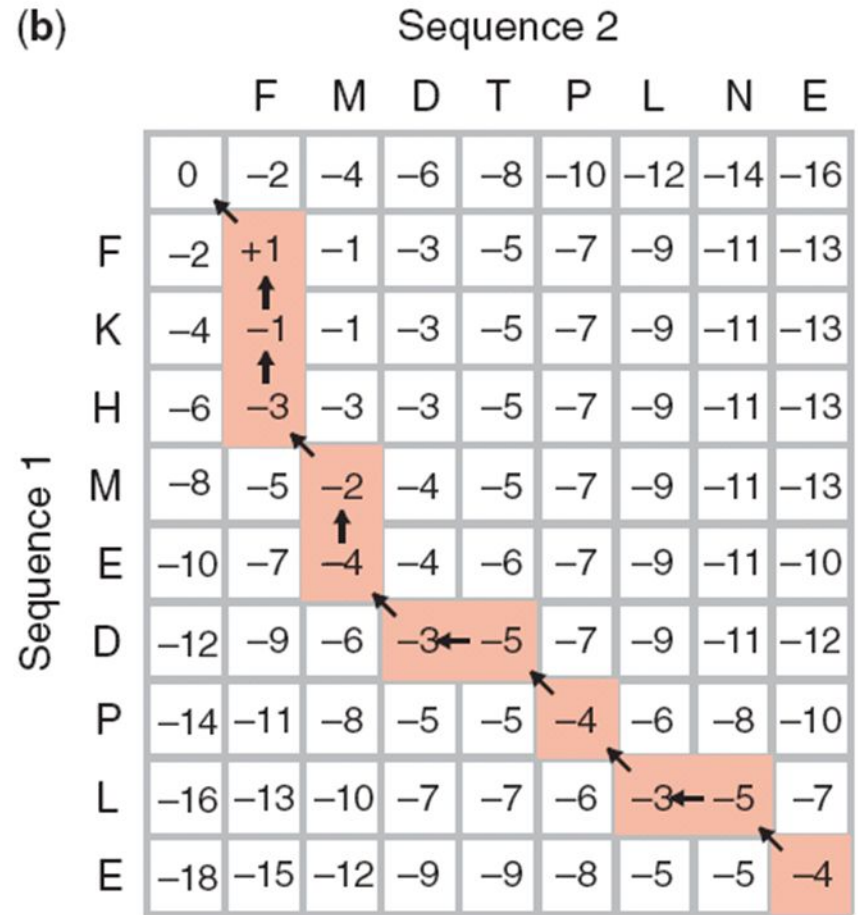 (b)
Sequence 2
F M D T P L N E
0 –2 –4 –6 –8 –10 –12 –14 –16
F –2 +1 –1 –3 –5 –7 –9 –11 –13
K –4 –1 –1 –3 –5 –7 –9 –11 –13
H –6 –3 –3 –3 –5 –7 –9 –11 –13
M –8 –5 –2 –4 –5 –7 –9 –11 –13
E –10 –7 –4 –4 –6 –7 –9 –11 –10
D –12 –9 –6 –3 –5 –7 –9 –11 –12
P –14 –11 –8 –5 –5 –4 –6 –8 –10
L –16 –13 –10 –7 –7 –6 –3 –5 –7
E –18 –15 –12 –9 –9 –8 –5 –5 –4
Sequence 1